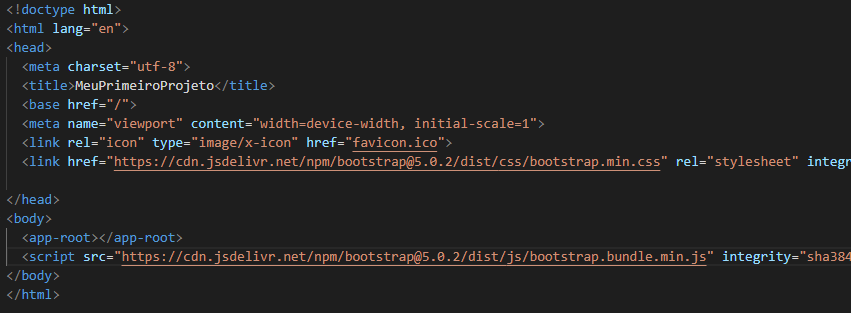 <!doctype html>
<html lang="en">
<head>
<meta charset="utf-8">
<title>MeuPrimeiroProjeto</title>
<base href="/">
<meta name="viewport" content="width=device-width, initial-scale=1">
<link rel="icon" type="image/x-icon" href="favicon.ico">
<link href="https://cdn.jsdelivr.net/npm/bootstrap@5.0.2/dist/css/bootstrap.min.css" rel="stylesheet" integr
</head>
<body>
<app-root></app-root>
<script src="https://cdn.jsdelivr.net/npm/bootstrap@5.0.2/dist/js/bootstrap.bundle.min.js" integrity="sha384
</body>
</html>